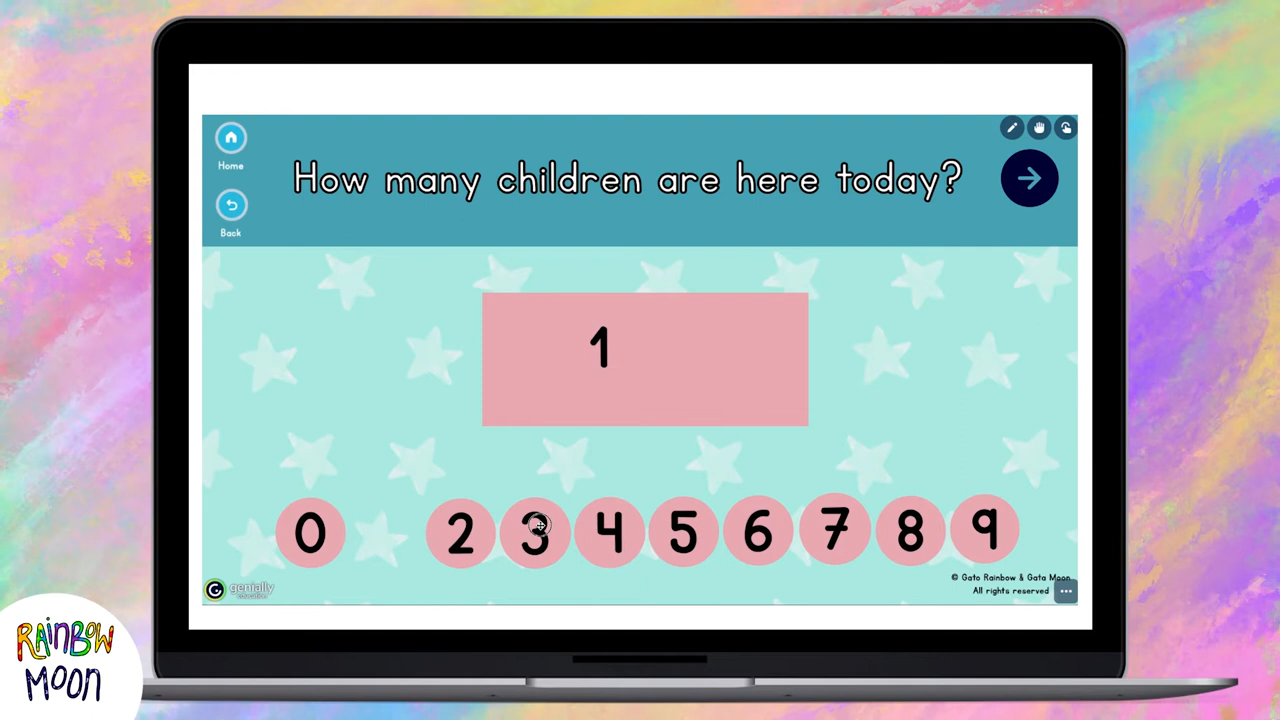 Home
How many children are here today?
Back
1
0 2 3 4 5 6 7 8 9
genially
education
© Gato Rainbow & Gata Moon
All rights reserved
RAiNBOW
MOON